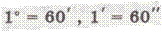 1° = 60′ , 1′ = 60″